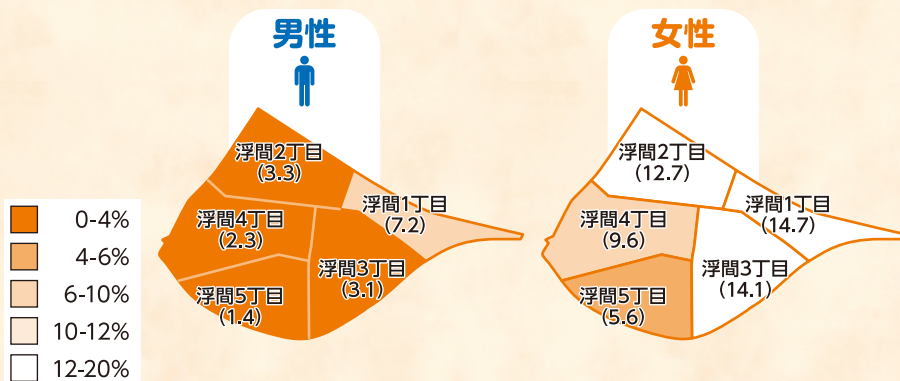 男性
浮間2丁目
(3.3)
浮間1丁目
(7.2)
浮間4丁目
(2.3)
浮間3丁目
(3.1)
浮間5丁目
(1.4)
女性
浮間2丁目
(12.7)
浮間1丁目
(14.7)
浮間4丁目
(9.6)
浮間3丁目
(14.1)
浮間5丁目
(5.6)
0-4%
4-6%
6-10%
10-12%
12-20%